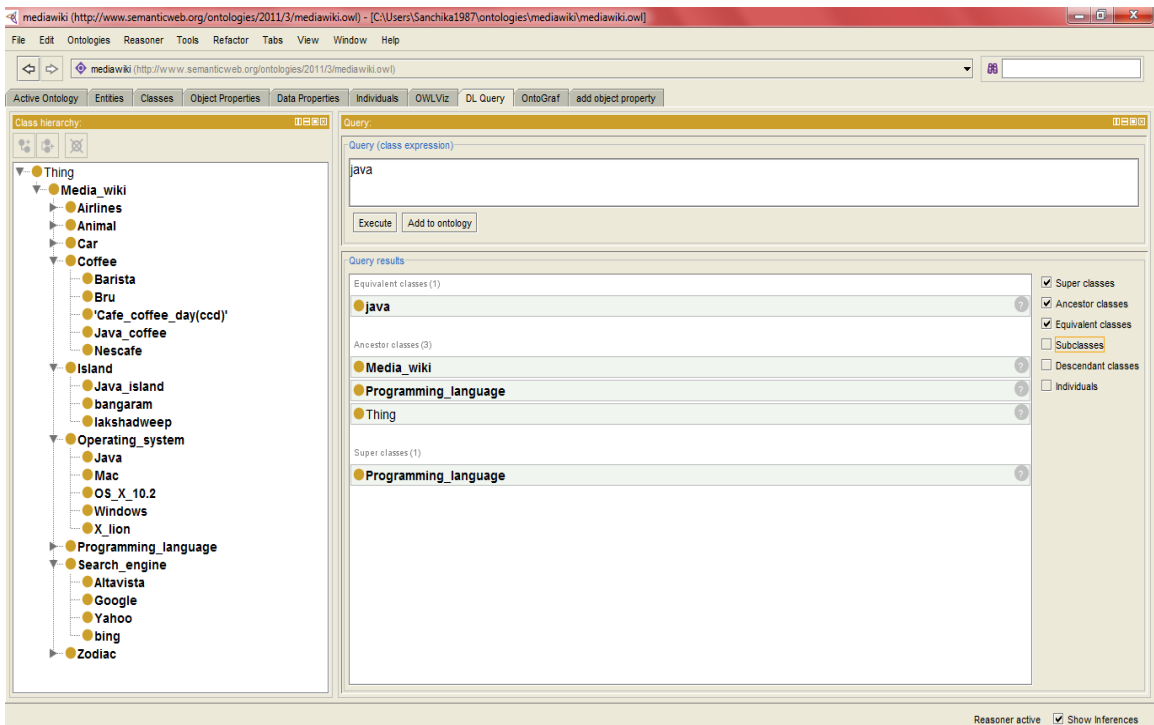 mediawiki (http://www.semanticweb.org/ontologies/2011/3/mediawiki.owl) - [C:\Users\Sanchika1987\ontologies\mediawiki\mediawiki.owl]
File Edit Ontologies Reasoner Tools Refactor Tabs View Window Help
mediawiki (http://www.semanticweb.org/ontologies/2011/3/mediawiki.owl)
Active Ontology Entities Classes Object Properties Data Properties Individuals OWLViz DL Query OntoGraf add object property
Class hierarchy:
Thing
Media_wiki
Airlines
Animal
Car
Coffee
Barista
Bru
'Cafe_coffee_day(ccd)'
Java_coffee
Nescafe
Island
Java_island
bangaram
lakshadweep
Operating_system
Java
Mac
OS_X_10.2
Windows
X_lion
Programming_language
Search_engine
Altavista
Google
Yahoo
bing
Zodiac
Query:
Query (class expression)
java
Execute Add to ontology
Query results
Equivalent classes (1)
java ?
Ancestor classes (3)
Media_wiki ?
Programming_language ?
Thing ?
Super classes (1)
Programming_language ?
Super classes
Ancestor classes
Equivalent classes
Subclasses
Descendant classes
Individuals
Reasoner active Show Inferences